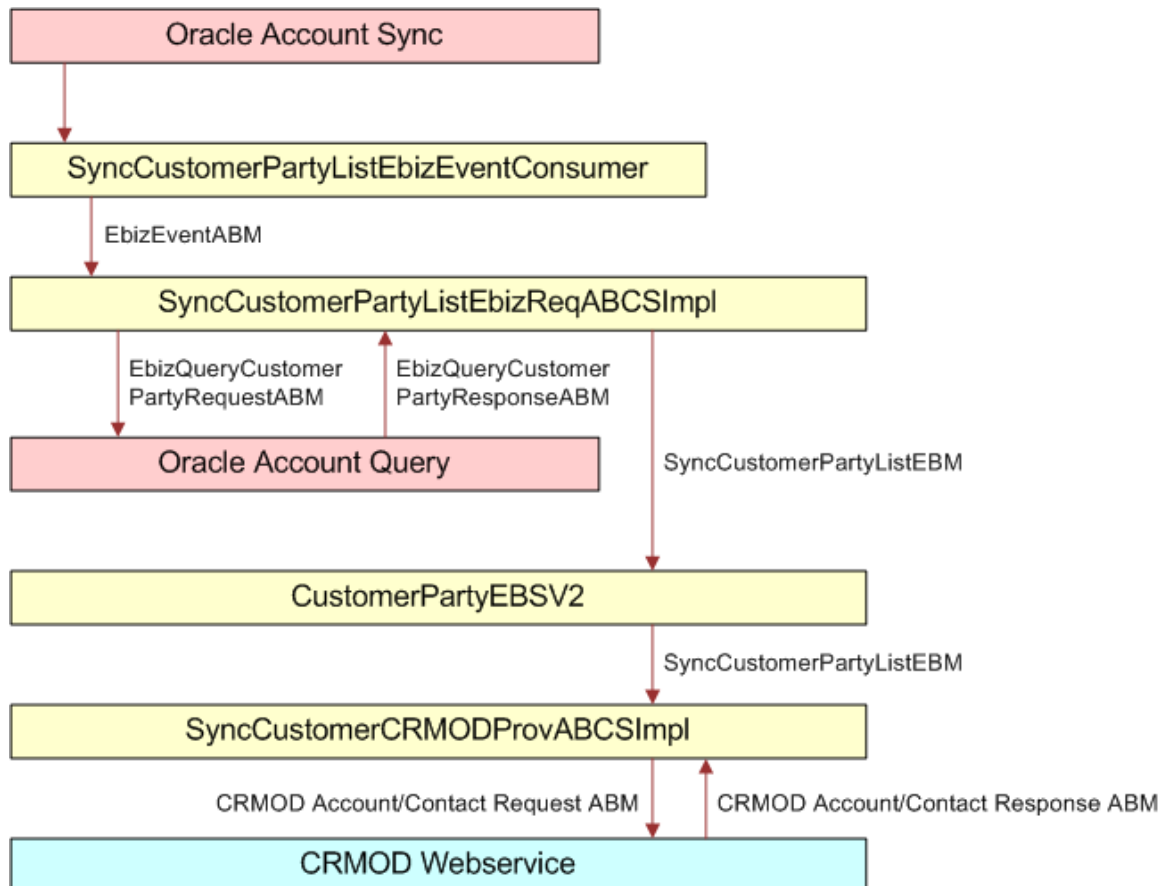 Oracle Account Sync
SyncCustomerPartyListEbizEventConsumer
EbizEventABM
SyncCustomerPartyListEbizReqABCSImpl
EbizQueryCustomer
PartyRequestABM
EbizQueryCustomer
PartyResponseABM
Oracle Account Query
SyncCustomerPartyListEBM
CustomerPartyEBSV2
SyncCustomerPartyListEBM
SyncCustomerCRMODProvABCSImpl
CRMOD Account/Contact Request ABM
CRMOD Account/Contact Response ABM
CRMOD Webservice